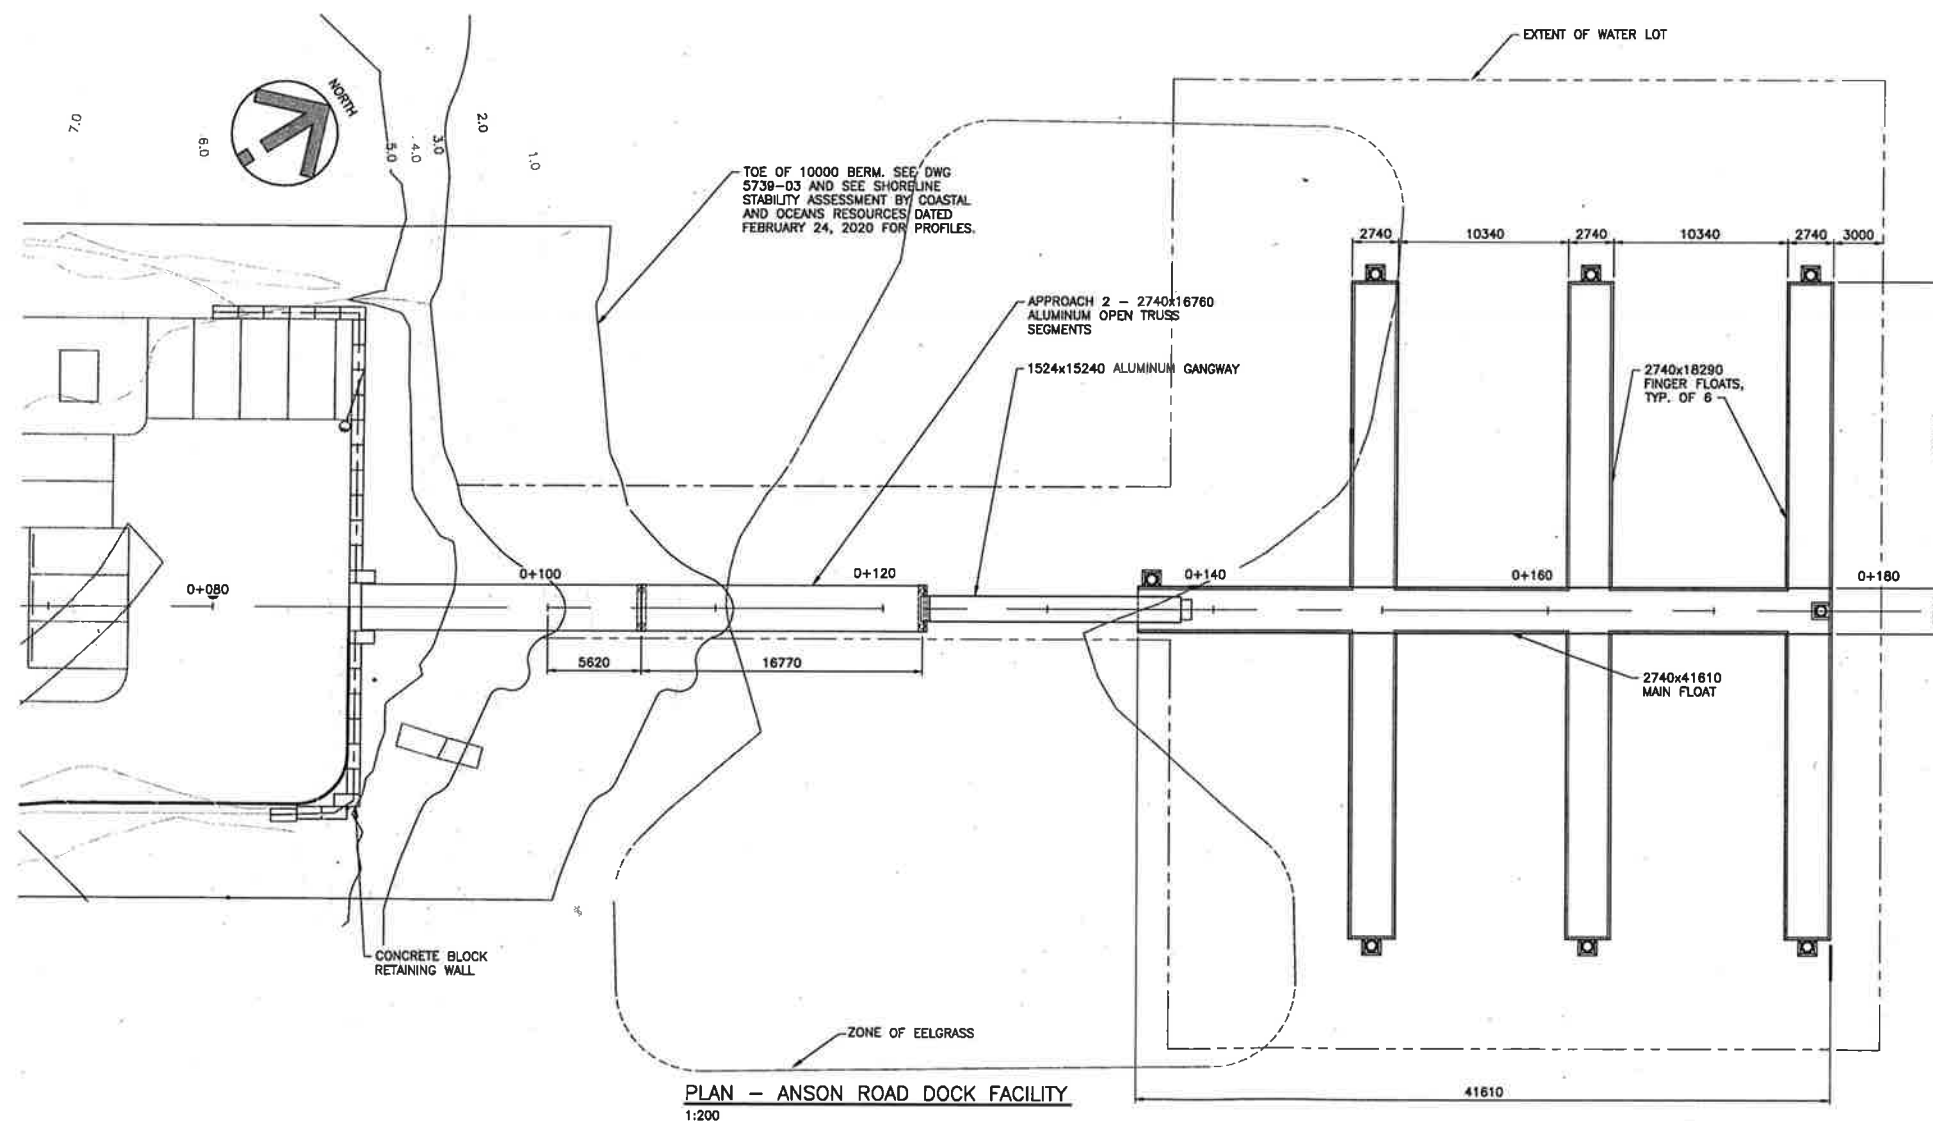 EXTENT OF WATER LOT
NORTH
7.0
6.0
5.0
4.0
3.0
2.0
1.0
TOE OF 10000 BERM. SEE DWG
5739-03 AND SEE SHORELINE
STABILITY ASSESSMENT BY COASTAL
AND OCEANS RESOURCES DATED
FEBRUARY 24, 2020 FOR PROFILES.
2740
10340
2740
10340
2740
3000
APPROACH 2 - 2740x16760
ALUMINUM OPEN TRUSS
SEGMENTS
1524x15240 ALUMINUM GANGWAY
2740x18290
FINGER FLOATS,
TYP. OF 6
0+080
0+100
0+120
0+140
0+160
0+180
5620
16770
2740x41610
MAIN FLOAT
CONCRETE BLOCK
RETAINING WALL
ZONE OF EELGRASS
41610
PLAN - ANSON ROAD DOCK FACILITY
1:200